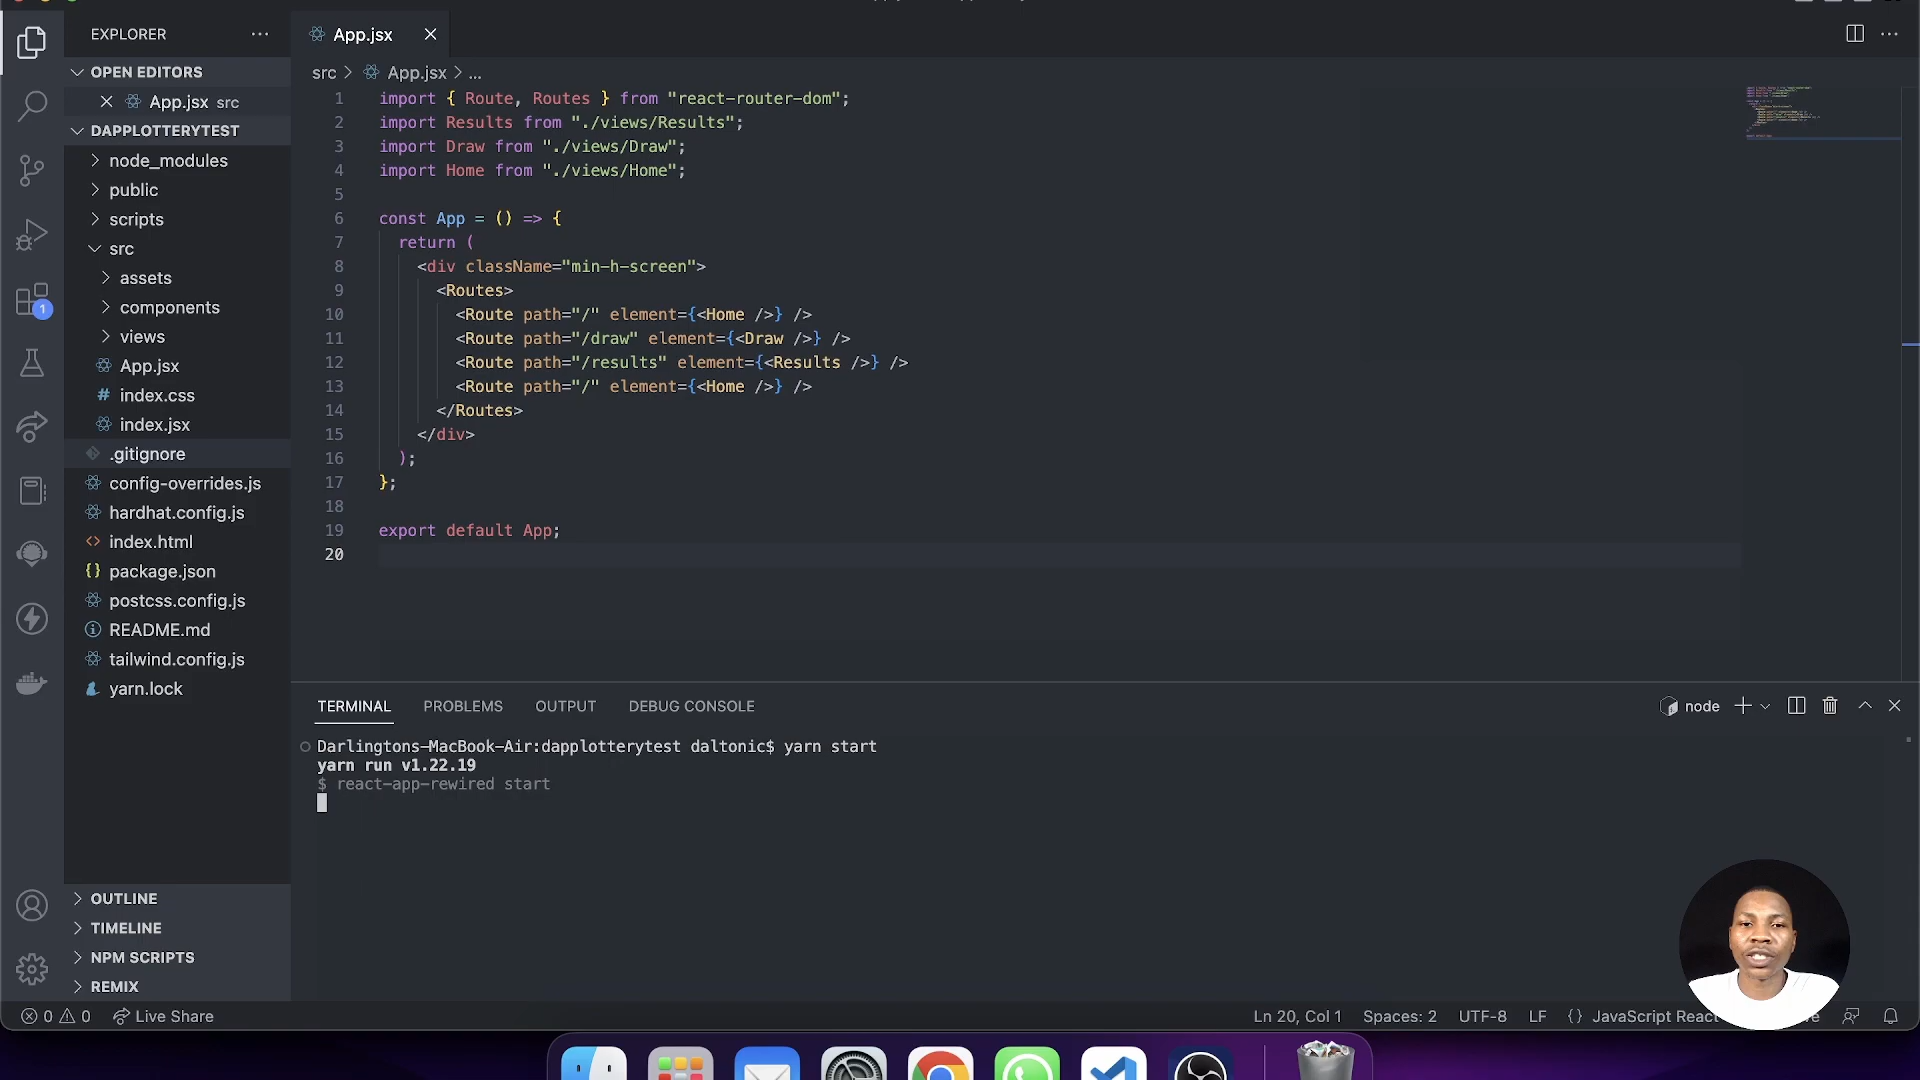 EXPLORER
OPEN EDITORS
App.jsx src
DAPPLOTTERYTEST
node_modules
public
scripts
src
assets
components
views
App.jsx
index.css
index.jsx
.gitignore
config-overrides.js
hardhat.config.js
index.html
package.json
postcss.config.js
README.md
tailwind.config.js
yarn.lock
OUTLINE
TIMELINE
NPM SCRIPTS
REMIX
1
App.jsx
src > App.jsx > ...
1 import { Route, Routes } from "react-router-dom";
2 import Results from "./views/Results";
3 import Draw from "./views/Draw";
4 import Home from "./views/Home";
5
6 const App = () => {
7 return (
8 <div className="min-h-screen">
9 <Routes>
10 <Route path="/" element={<Home />} />
11 <Route path="/draw" element={<Draw />} />
12 <Route path="/results" element={<Results />} />
13 <Route path="/" element={<Home />} />
14 </Routes>
15 </div>
16 );
17 };
18
19 export default App;
20
TERMINAL PROBLEMS OUTPUT DEBUG CONSOLE
node
Darlingtons-MacBook-Air:dapplotterytest daltonic$ yarn start
yarn run v1.22.19
$ react-app-rewired start
0 0 Live Share
Ln 20, Col 1 Spaces: 2 UTF-8 LF {} JavaScript React